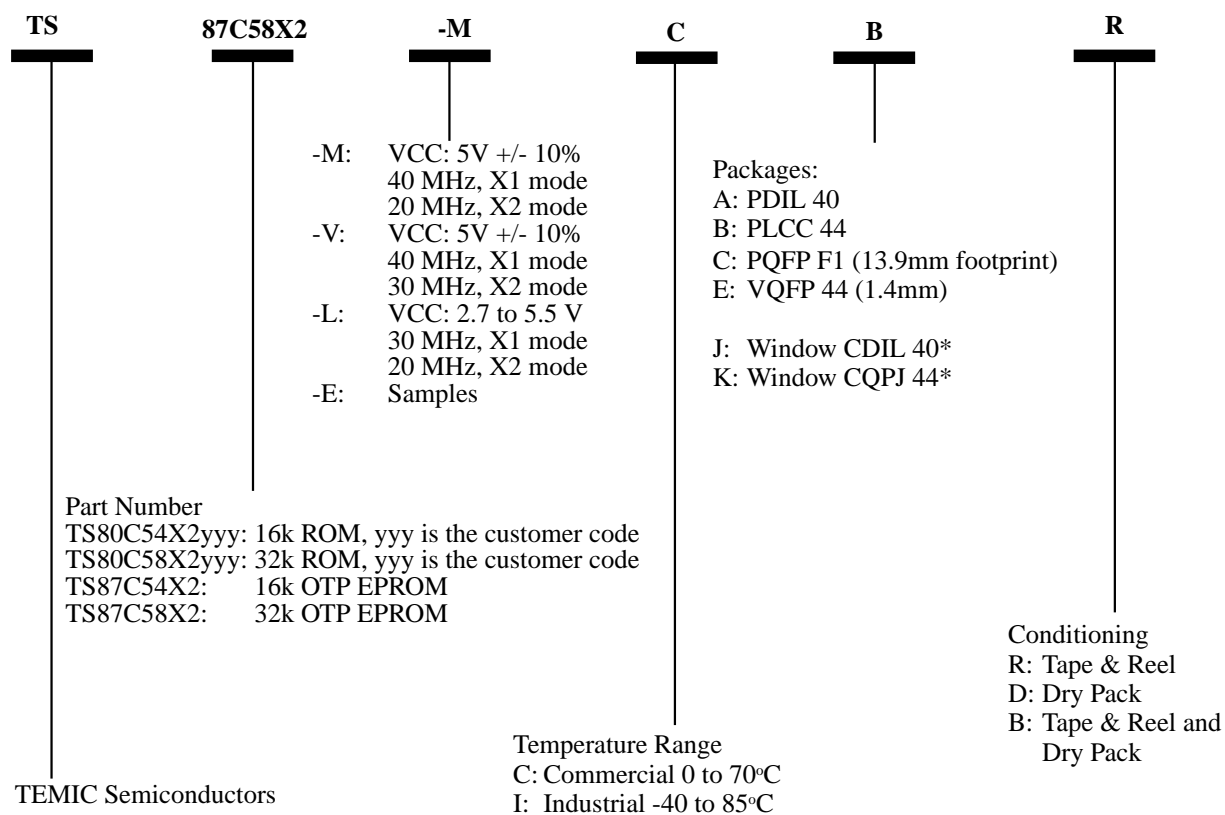 TS 87C58X2 -M C B R
-M: VCC: 5V +/- 10%
40 MHz, X1 mode
20 MHz, X2 mode
-V: VCC: 5V +/- 10%
40 MHz, X1 mode
30 MHz, X2 mode
-L: VCC: 2.7 to 5.5 V
30 MHz, X1 mode
20 MHz, X2 mode
-E: Samples
Packages:
A: PDIL 40
B: PLCC 44
C: PQFP F1 (13.9mm footprint)
E: VQFP 44 (1.4mm)
J: Window CDIL 40*
K: Window CQPJ 44*
Part Number
TS80C54X2yyy: 16k ROM, yyy is the customer code
TS80C58X2yyy: 32k ROM, yyy is the customer code
TS87C54X2: 16k OTP EPROM
TS87C58X2: 32k OTP EPROM
Conditioning
R: Tape & Reel
D: Dry Pack
B: Tape & Reel and
Dry Pack
Temperature Range
C: Commercial 0 to 70°C
I: Industrial -40 to 85°C
TEMIC Semiconductors